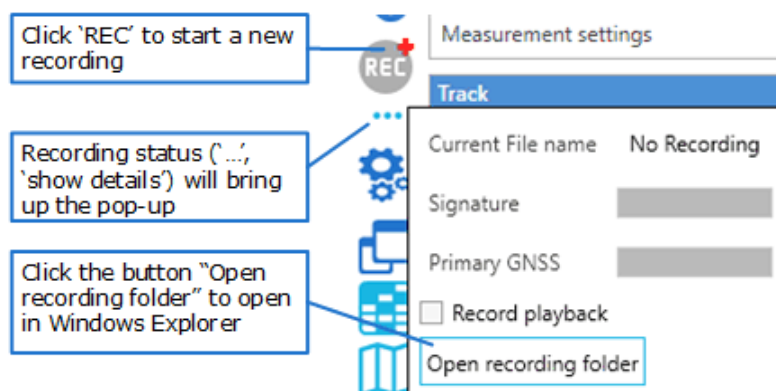 Click ‘REC’ to start a new
recording
REC
Measurement settings
Track
Recording status (‘…’,
‘show details’) will bring
up the pop-up
Current File name No Recording
Signature
Primary GNSS
Click the button “Open
recording folder” to open
in Windows Explorer
Record playback
Open recording folder